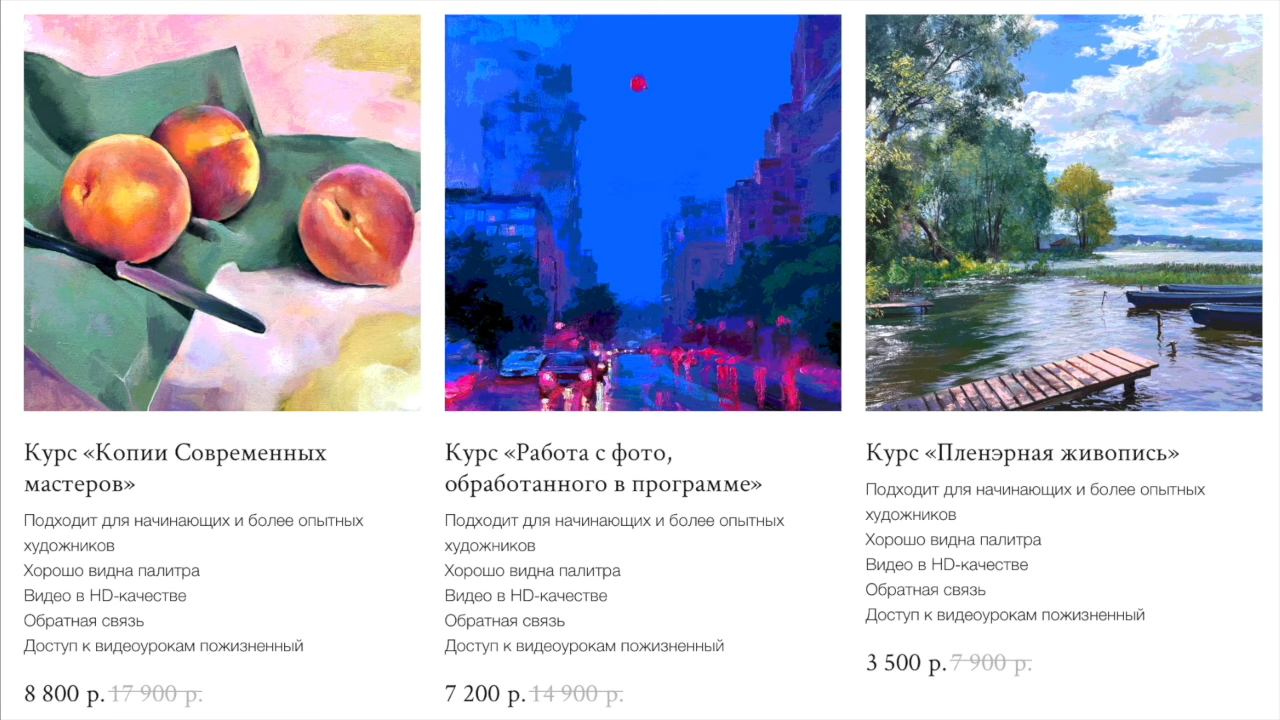 Курс «Копии Современных
мастеров»
Подходит для начинающих и более опытных
художников
Хорошо видна палитра
Видео в HD-качестве
Обратная связь
Доступ к видеоурокам пожизненный
8 800 р. 17 900 р.
Курс «Работа с фото,
обработанного в программе»
Подходит для начинающих и более опытных
художников
Хорошо видна палитра
Видео в HD-качестве
Обратная связь
Доступ к видеоурокам пожизненный
7 200 р. 14 900 р.
Курс «Пленэрная живопись»
Подходит для начинающих и более опытных
художников
Хорошо видна палитра
Видео в HD-качестве
Обратная связь
Доступ к видеоурокам пожизненный
3 500 р. 7 900 р.